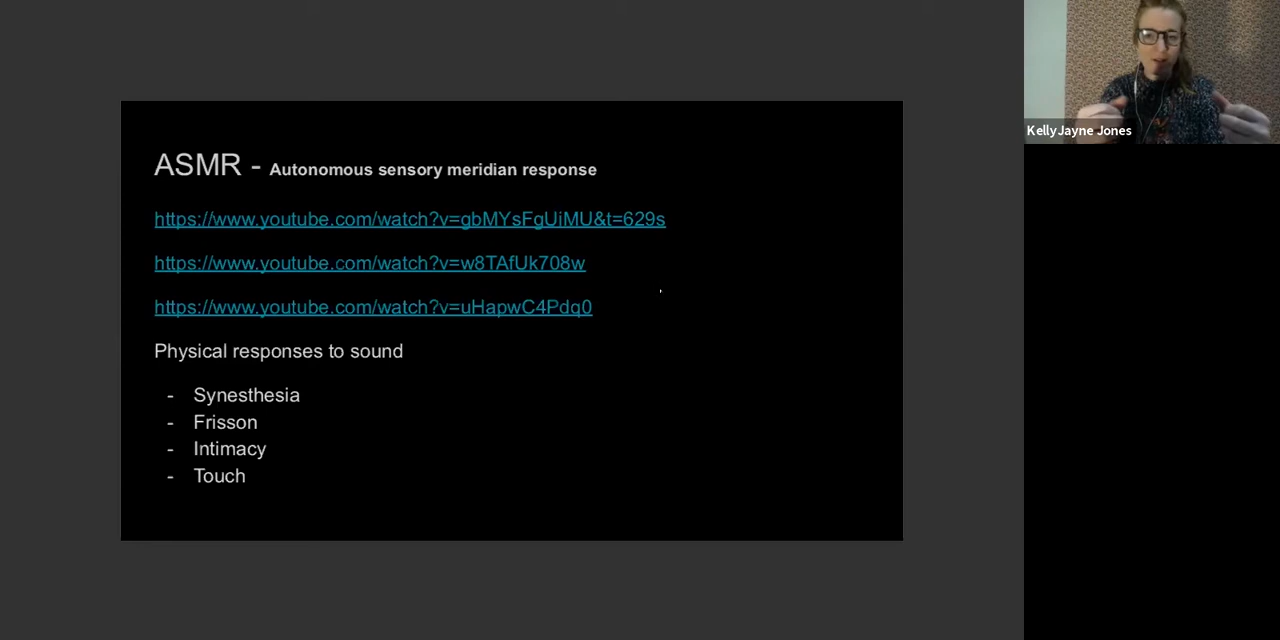 ASMR - Autonomous sensory meridian response
https://www.youtube.com/watch?v=gbMYsFgUiMU&t=629s
https://www.youtube.com/watch?v=w8TAfUk708w
https://www.youtube.com/watch?v=uHapwC4Pdq0
Physical responses to sound
- Synesthesia
- Frisson
- Intimacy
- Touch
KellyJayne Jones